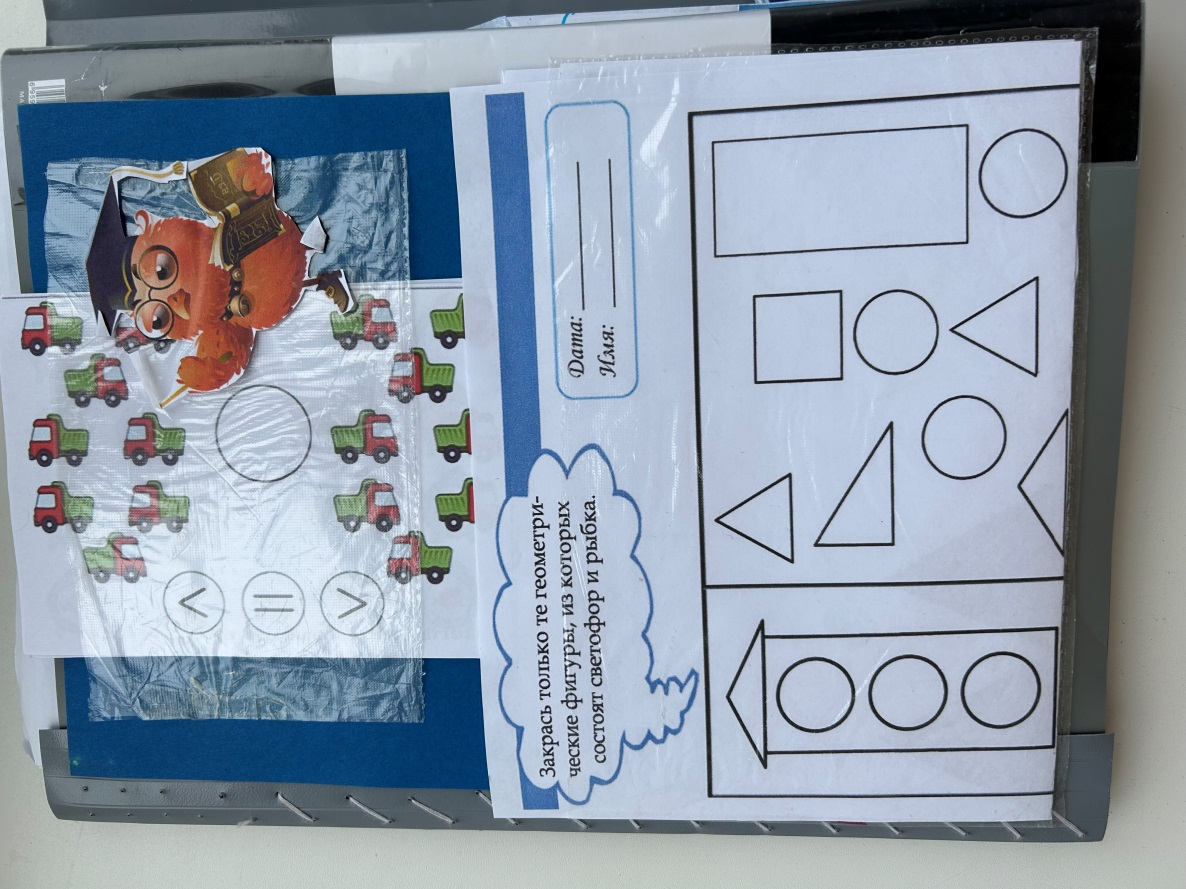 Закрась только те геометри-
ческие фигуры, из которых
состоят светофор и рыбка.
Дата:
Имя: